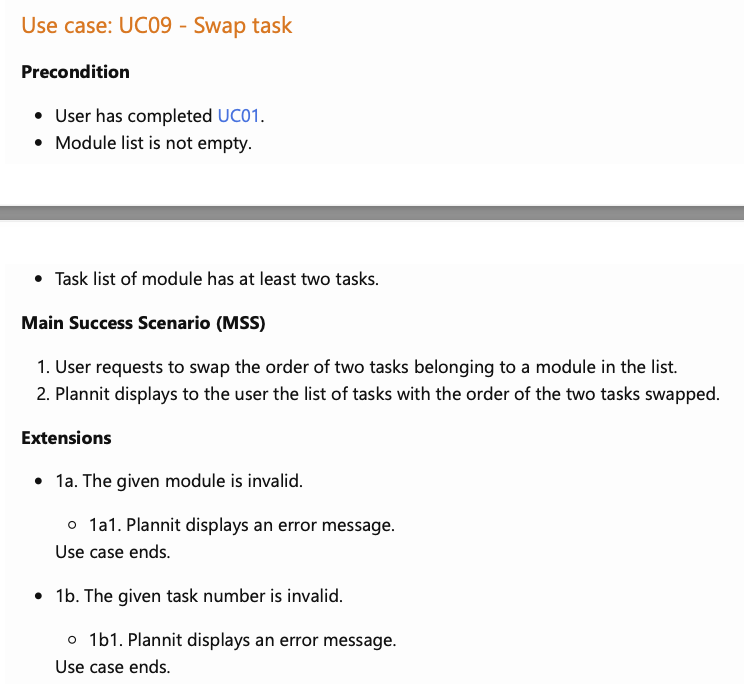 Use case: UC09 - Swap task
Precondition
• User has completed UC01.
• Module list is not empty.
• Task list of module has at least two tasks.
Main Success Scenario (MSS)
1. User requests to swap the order of two tasks belonging to a module in the list.
2. Plannit displays to the user the list of tasks with the order of the two tasks swapped.
Extensions
• 1a. The given module is invalid.
○ 1a1. Plannit displays an error message.
Use case ends.
• 1b. The given task number is invalid.
○ 1b1. Plannit displays an error message.
Use case ends.